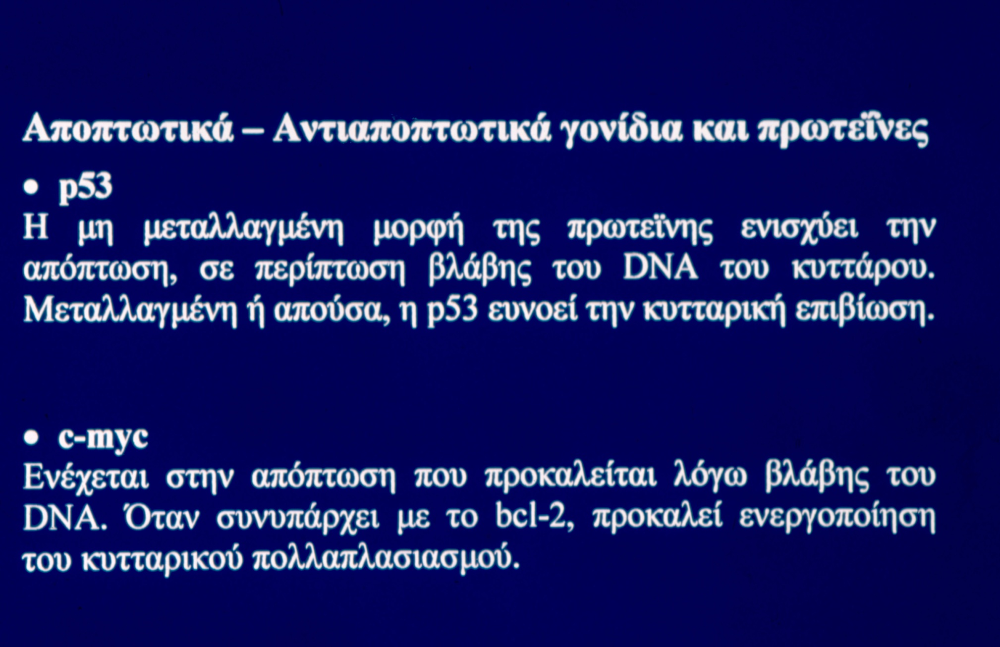 Αποπτωτικά – Αντιαποπτωτικά γονίδια και πρωτεΐνες
• p53
Η μη μεταλλαγμένη μορφή της πρωτεϊνης ενισχύει την
απόπτωση, σε περίπτωση βλάβης του DNA του κυττάρου.
Μεταλλαγμένη ή απούσα, η p53 ευνοεί την κυτταρική επιβίωση.
• c-myc
Ενέχεται στην απόπτωση που προκαλείται λόγω βλάβης του
DNA. Όταν συνυπάρχει με το bcl-2, προκαλεί ενεργοποίηση
του κυτταρικού πολλαπλασιασμού.